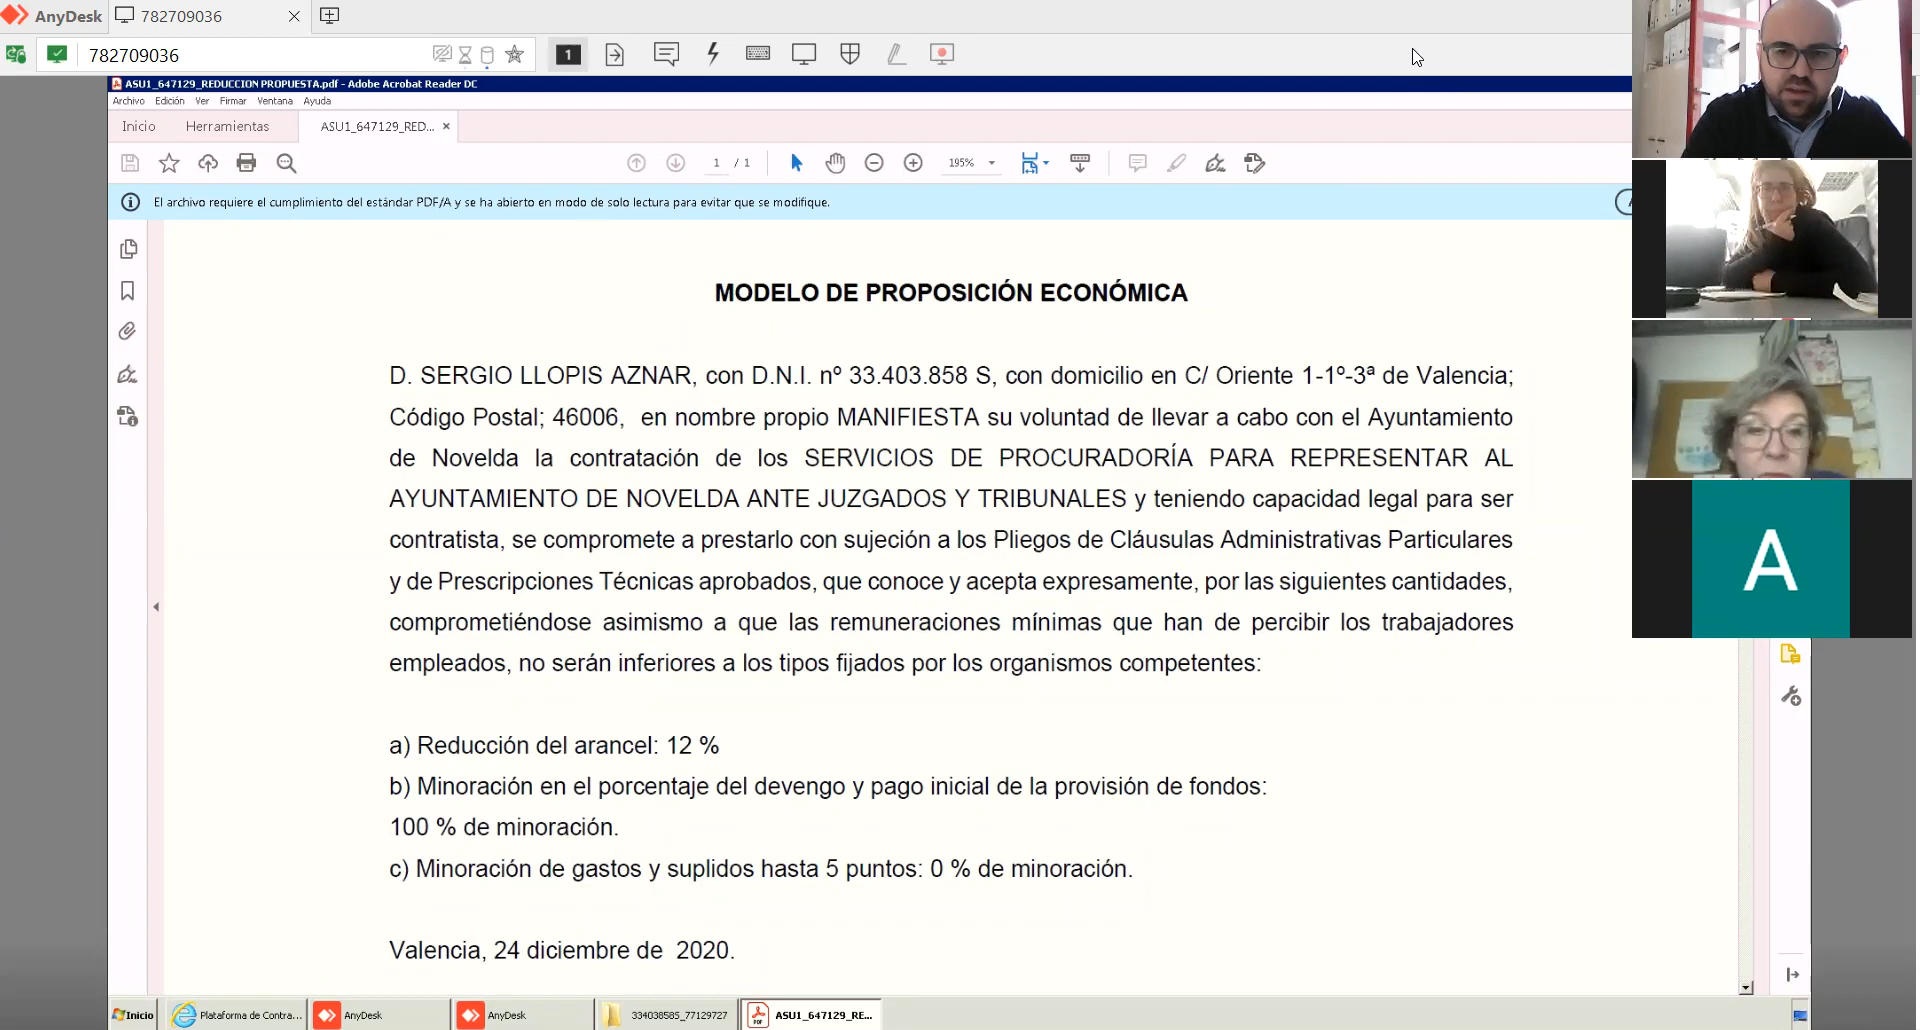 AnyDesk
782709036
782709036
1
ASU1_647129_REDUCCION PROPUESTA.pdf - Adobe Acrobat Reader DC
Archivo Edición Ver Firmar Ventana Ayuda
Inicio Herramientas ASU1_647129_RED...
1 / 1 195%
El archivo requiere el cumplimiento del estándar PDF/A y se ha abierto en modo de solo lectura para evitar que se modifique.
MODELO DE PROPOSICIÓN ECONÓMICA
D. SERGIO LLOPIS AZNAR, con D.N.I. nº 33.403.858 S, con domicilio en C/ Oriente 1-1º-3ª de Valencia;
Código Postal; 46006, en nombre propio MANIFIESTA su voluntad de llevar a cabo con el Ayuntamiento
de Novelda la contratación de los SERVICIOS DE PROCURADORÍA PARA REPRESENTAR AL
AYUNTAMIENTO DE NOVELDA ANTE JUZGADOS Y TRIBUNALES y teniendo capacidad legal para ser
contratista, se compromete a prestarlo con sujeción a los Pliegos de Cláusulas Administrativas Particulares
y de Prescripciones Técnicas aprobados, que conoce y acepta expresamente, por las siguientes cantidades,
comprometiéndose asimismo a que las remuneraciones mínimas que han de percibir los trabajadores
empleados, no serán inferiores a los tipos fijados por los organismos competentes:
a) Reducción del arancel: 12 %
b) Minoración en el porcentaje del devengo y pago inicial de la provisión de fondos:
100 % de minoración.
c) Minoración de gastos y suplidos hasta 5 puntos: 0 % de minoración.
Valencia, 24 diciembre de 2020.
A
Inicio Plataforma de Contra... AnyDesk AnyDesk 334038585_77129727 ASU1_647129_RE...